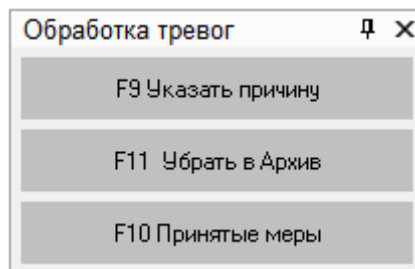 Обработка тревог
F9 Указать причину
F11 Убрать в Архив
F10 Принятые меры